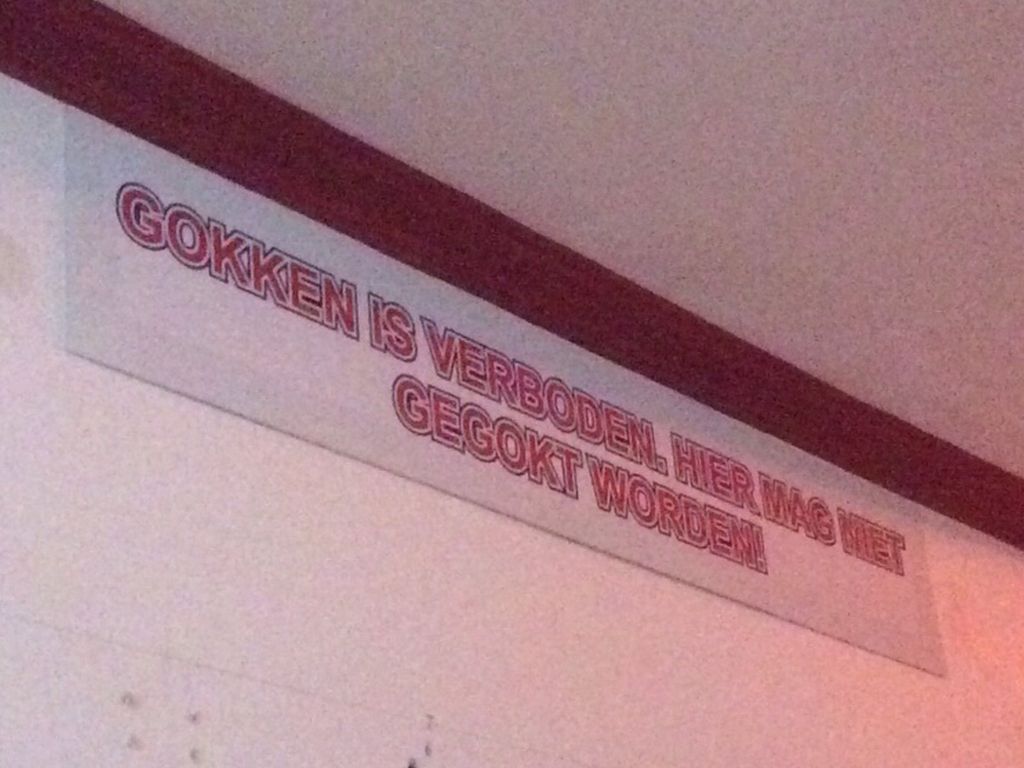 GOKKEN IS VERBODEN. HIER MAG NIET
GEGOKT WORDEN!